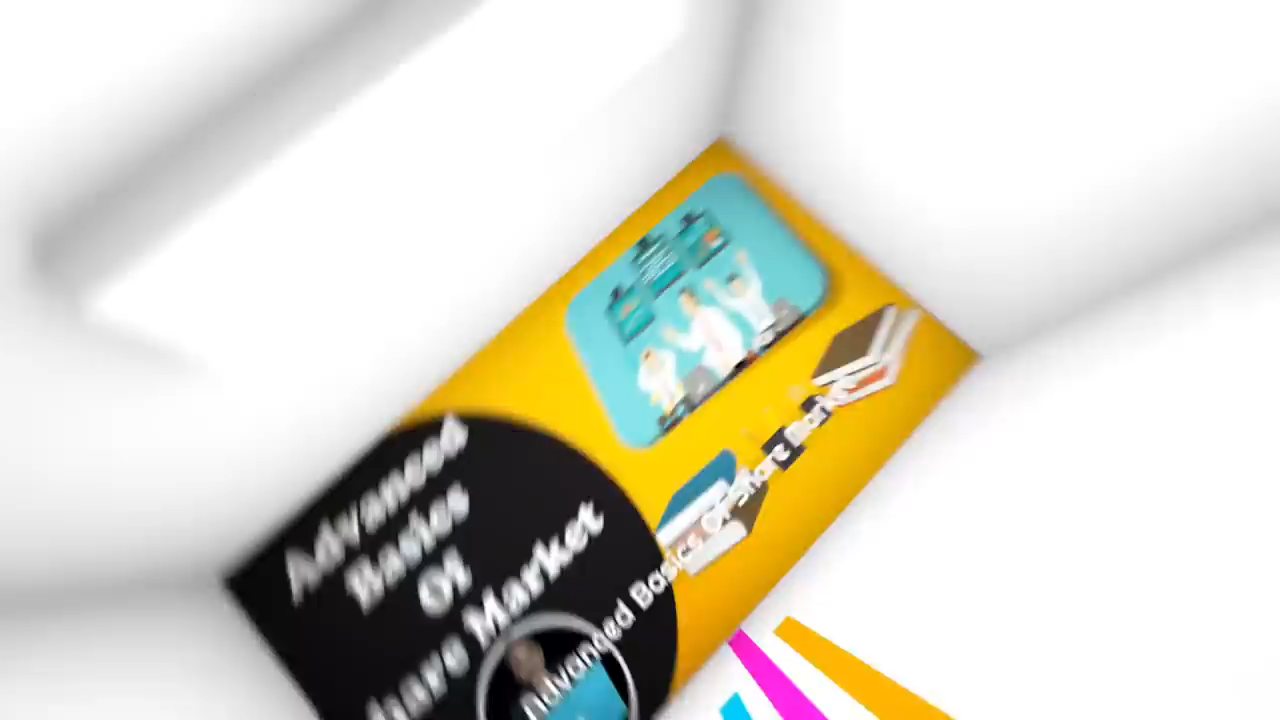 Advanced
Basics
Of
Share Market
Advanced Basics Of Share Market